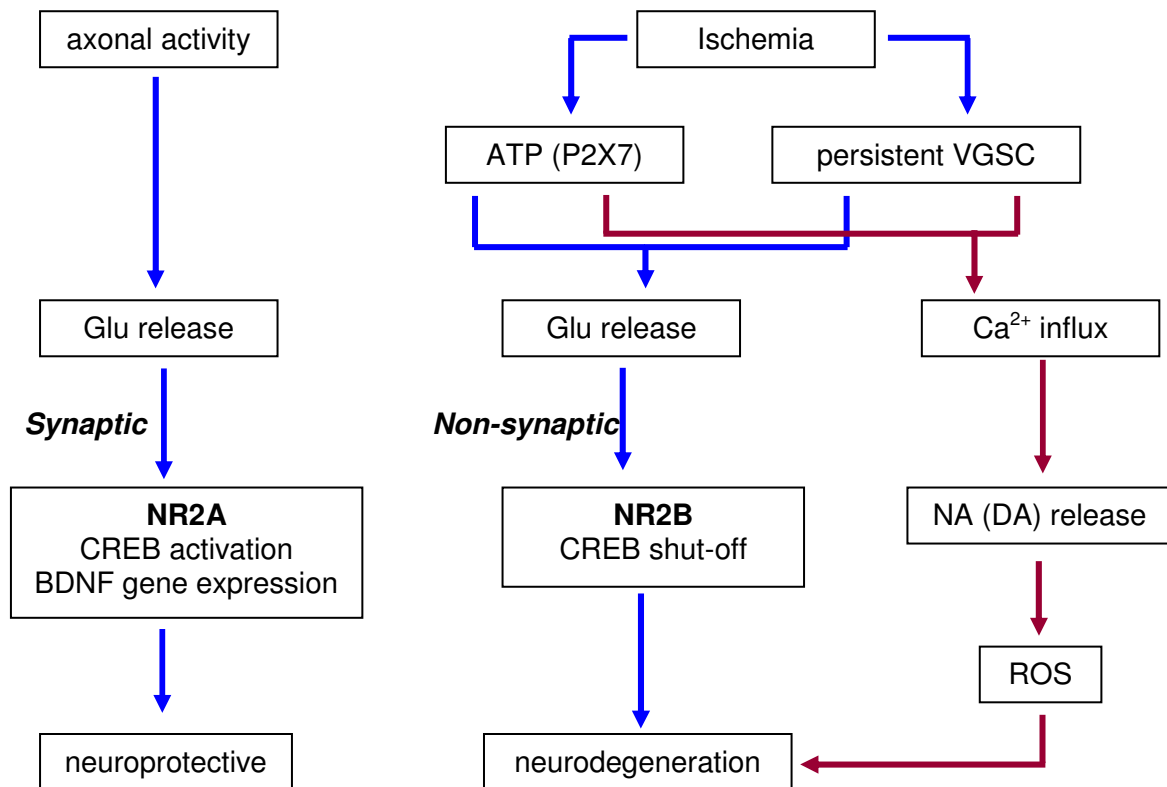 axonal activity
Ischemia
ATP (P2X7)
persistent VGSC
Glu release
Glu release
Ca²⁺ influx
Synaptic
Non-synaptic
NR2A
CREB activation
BDNF gene expression
NR2B
CREB shut-off
NA (DA) release
ROS
neuroprotective
neurodegeneration